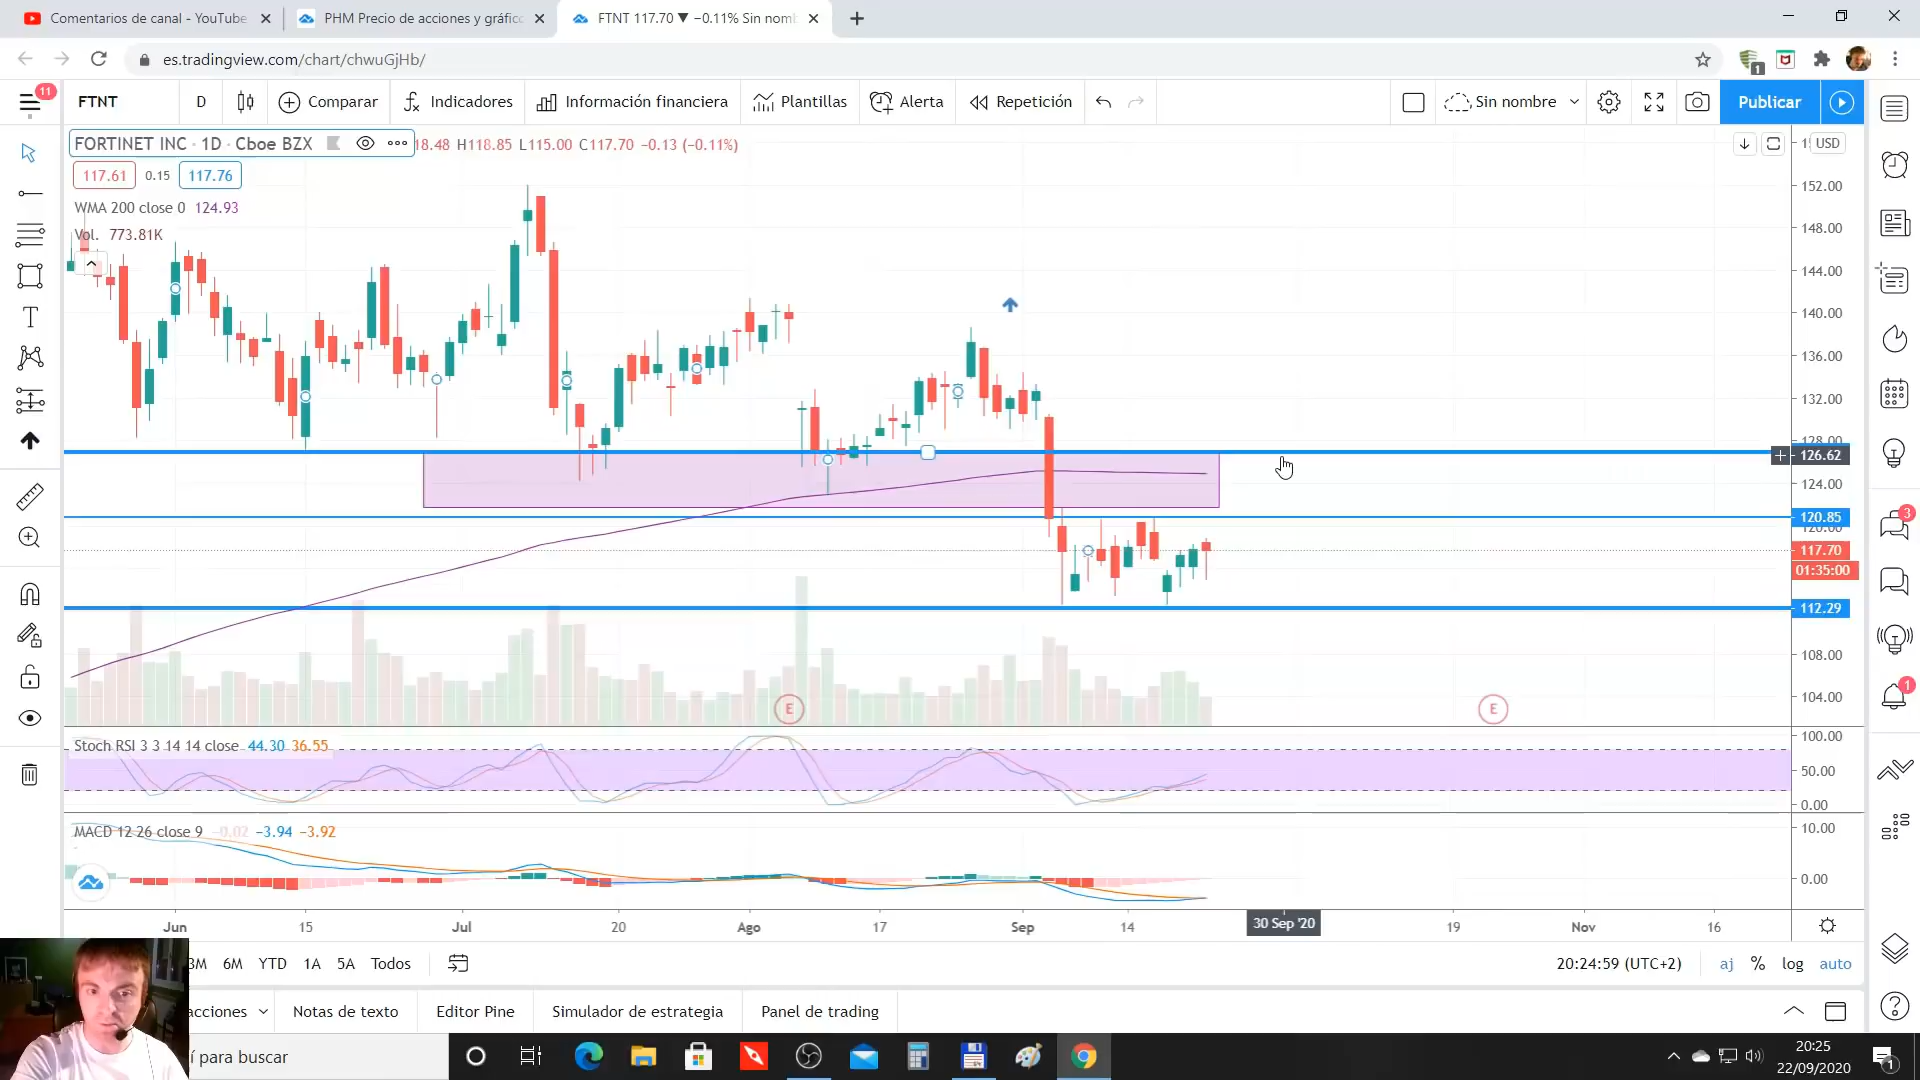 Comentarios de canal - YouTube
PHM Precio de acciones y gráfic
FTNT 117.70 ▼ −0.11% Sin nom
es.tradingview.com/chart/chwuGjHb/
1
11
FTNT
D
Comparar
Indicadores
Información financiera
Plantillas
Alerta
Repetición
Sin nombre
Publicar
FORTINET INC · 1D · Cboe BZX
18.48 H118.85 L115.00 C117.70 −0.13 (−0.11%)
USD
117.61 0.15 117.76
WMA 200 close 0 124.93
Vol. 773.81K
152.00
148.00
144.00
140.00
136.00
132.00
128.00
126.62
124.00
120.85
120.00
117.70
01:35:00
112.29
108.00
104.00
E
E
3
1
Stoch RSI 3 3 14 14 close 44.30 36.55
100.00
50.00
0.00
MACD 12 26 close 9 −0.02 −3.94 −3.92
10.00
0.00
Jun
15
Jul
20
Ago
17
Sep
14
30 Sep '20
19
Nov
16
3M
6M
YTD
1A
5A
Todos
20:24:59 (UTC+2)
aj
%
log
auto
acciones
Notas de texto
Editor Pine
Simulador de estrategia
Panel de trading
í para buscar
20:25
22/09/2020
1